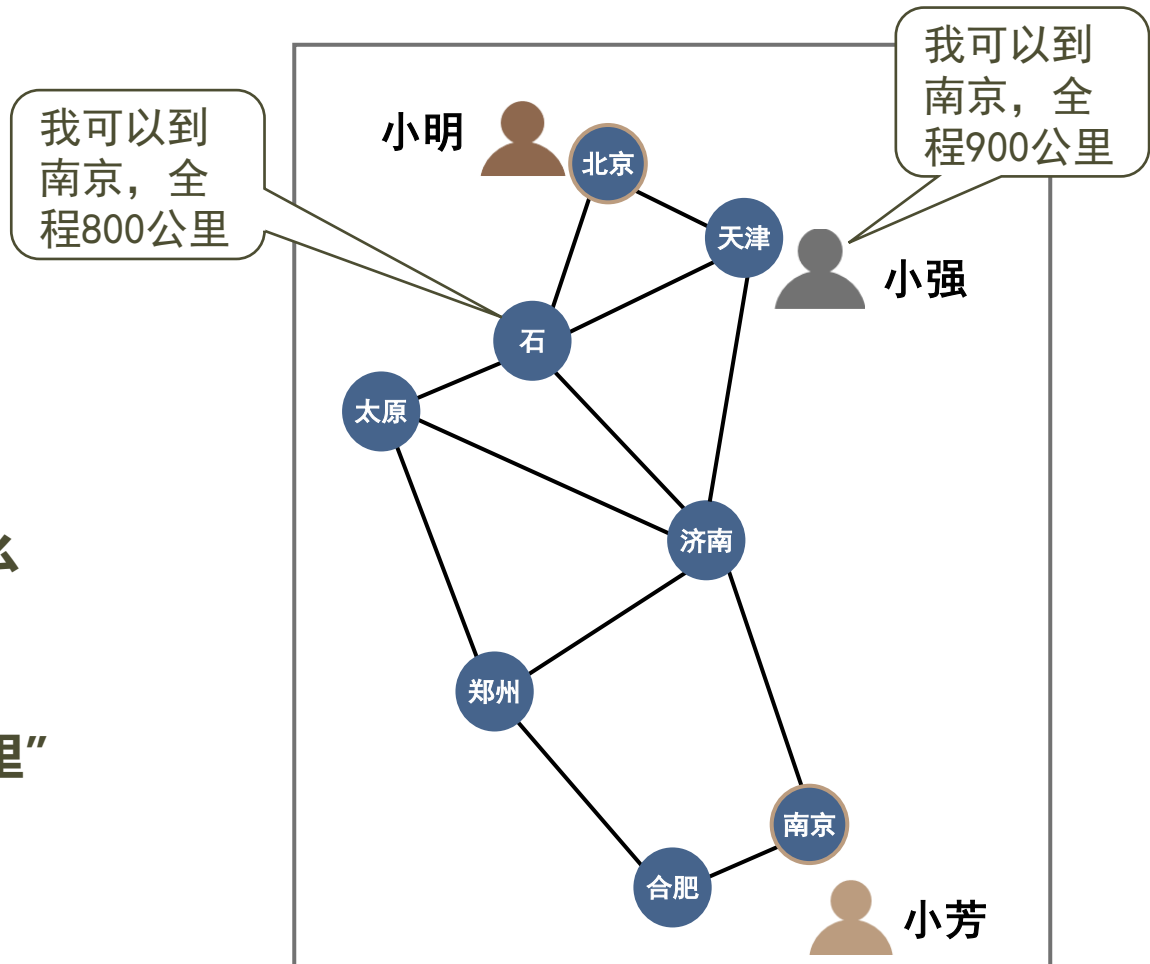 我可以到
南京，全
程900公里
我可以到
南京，全
程800公里
小明
北京
天津
小强
石
太原
济南
么
郑州
里”
南京
合肥
小芳